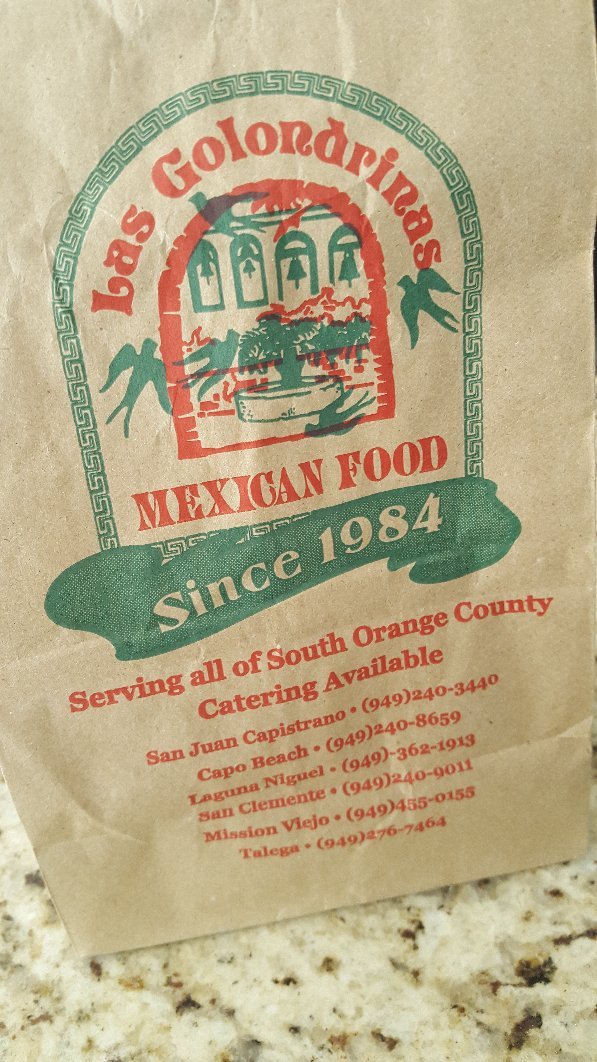 Las Golondrinas
MEXICAN FOOD
Since 1984
Serving all of South Orange County
Catering Available
San Juan Capistrano • (949)240-3440
Capo Beach • (949)240-8659
Laguna Niguel • (949)-362-1913
San Clemente • (949)240-9011
Mission Viejo • (949)455-0155
Talega • (949)276-7464